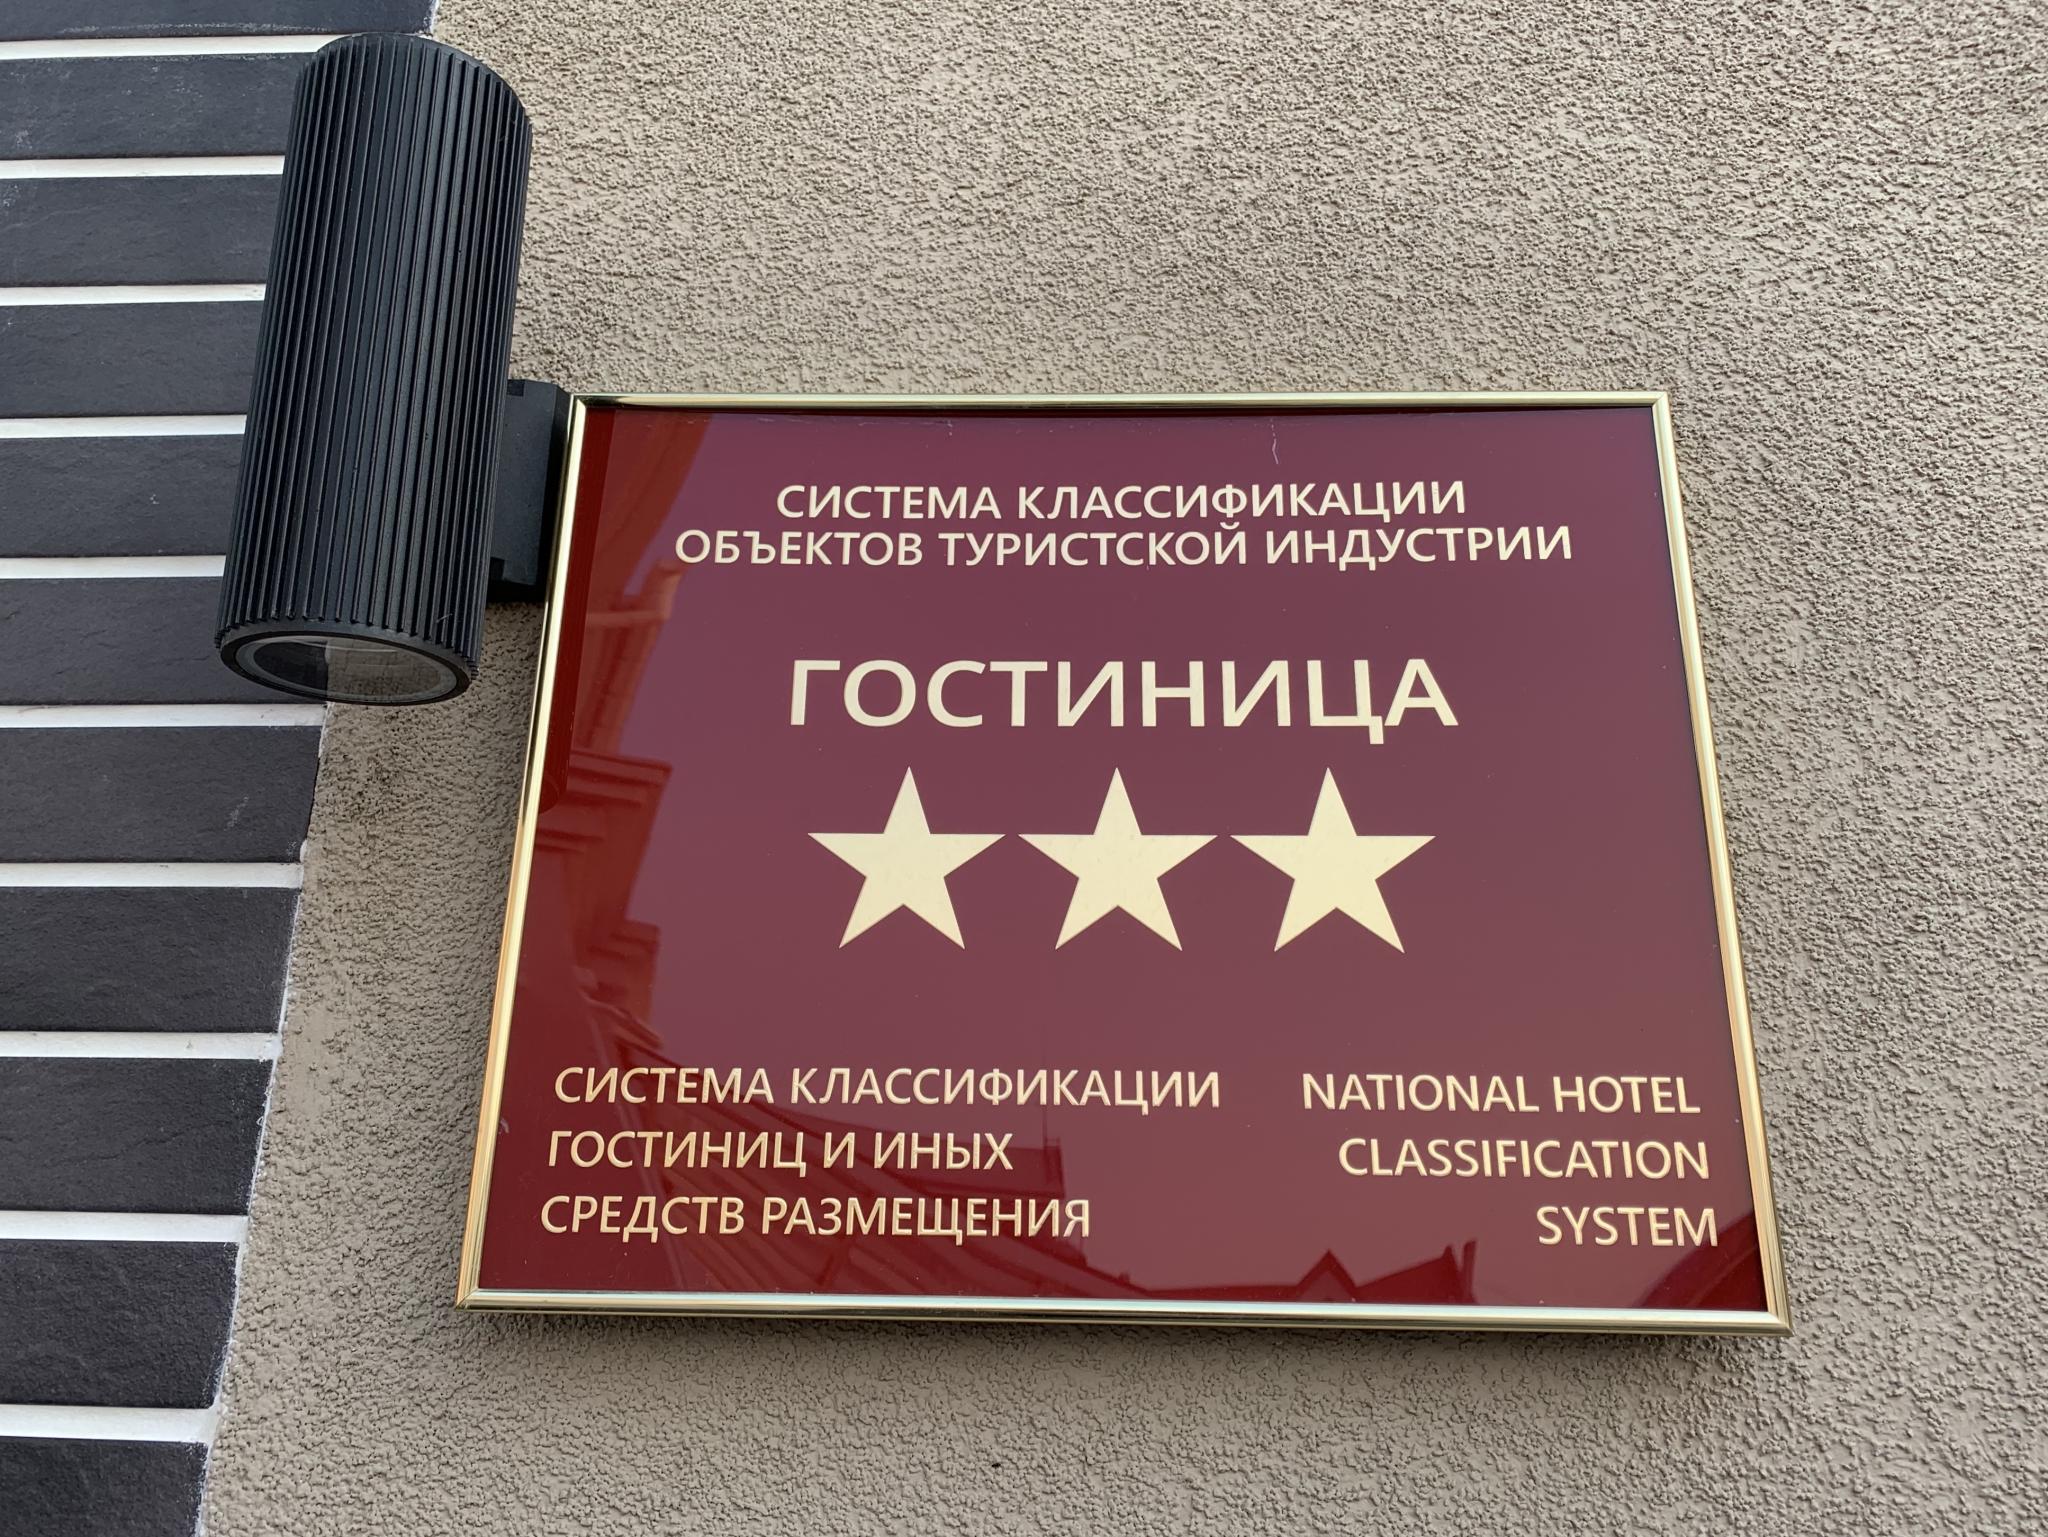 СИСТЕМА КЛАССИФИКАЦИИ
ОБЪЕКТОВ ТУРИСТСКОЙ ИНДУСТРИИ
ГОСТИНИЦА
СИСТЕМА КЛАССИФИКАЦИИ
ГОСТИНИЦ И ИНЫХ
СРЕДСТВ РАЗМЕЩЕНИЯ
NATIONAL HOTEL
CLASSIFICATION
SYSTEM